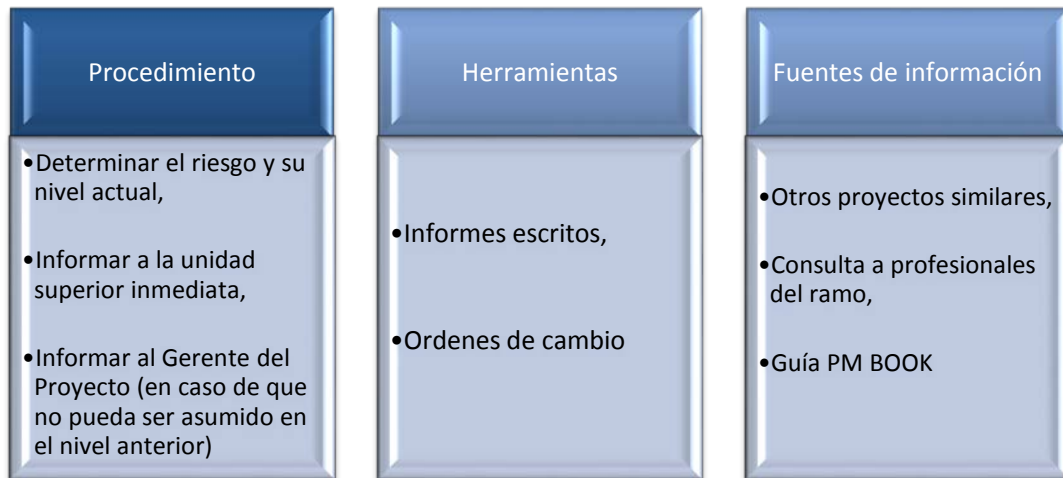 Procedimiento
•Determinar el riesgo y su
nivel actual,
•Informar a la unidad
superior inmediata,
•Informar al Gerente del
Proyecto (en caso de que
no pueda ser asumido en
el nivel anterior)
Herramientas
•Informes escritos,
•Ordenes de cambio
Fuentes de información
•Otros proyectos similares,
•Consulta a profesionales
del ramo,
•Guía PM BOOK